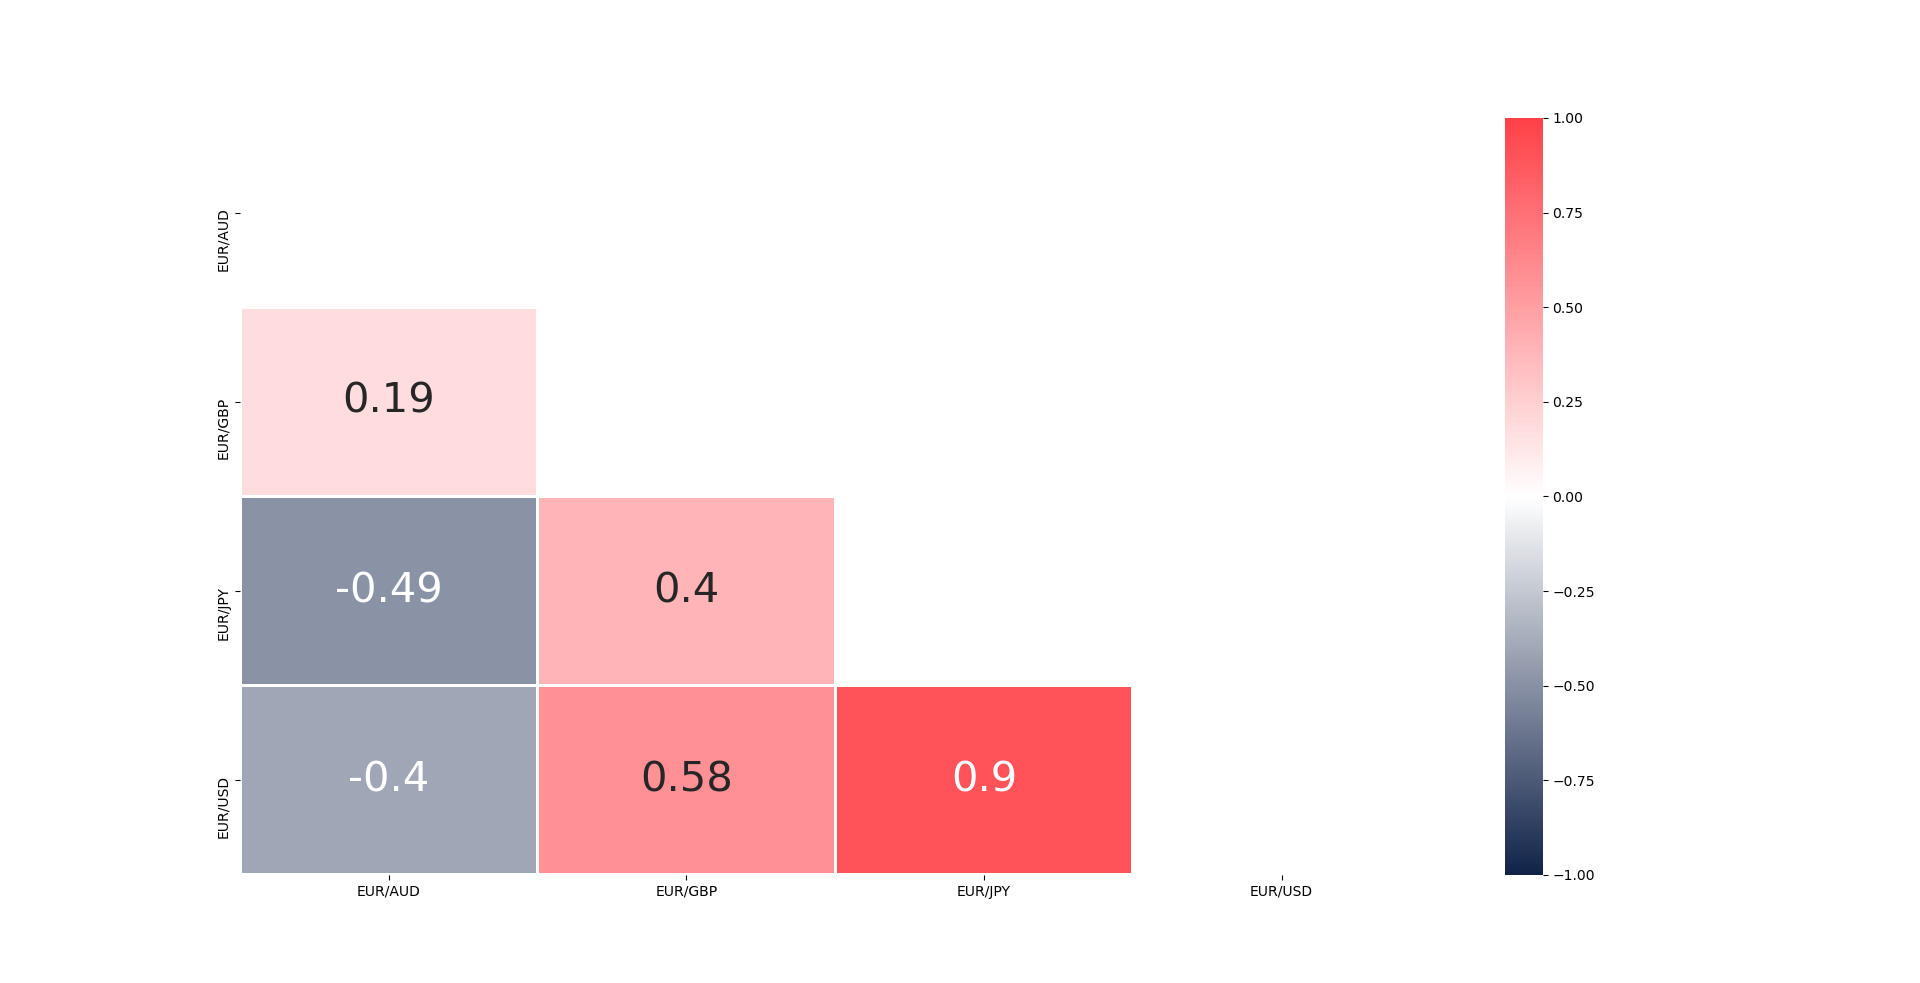 EUR/AUD
EUR/GBP
EUR/JPY
EUR/USD
0.19
-0.49 0.4
-0.4 0.58 0.9
EUR/AUD EUR/GBP EUR/JPY EUR/USD
1.00
0.75
0.50
0.25
0.00
−0.25
−0.50
−0.75
−1.00